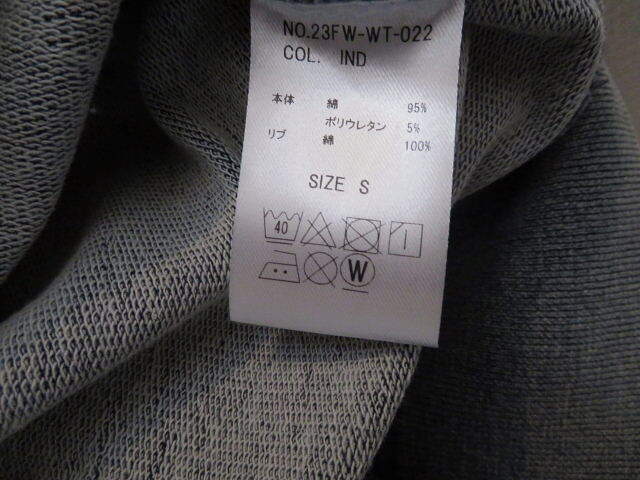 NO.23FW-WT-022
COL. IND
本体 綿 95%
ポリウレタン 5%
リブ 綿 100%
SIZE S
40
W